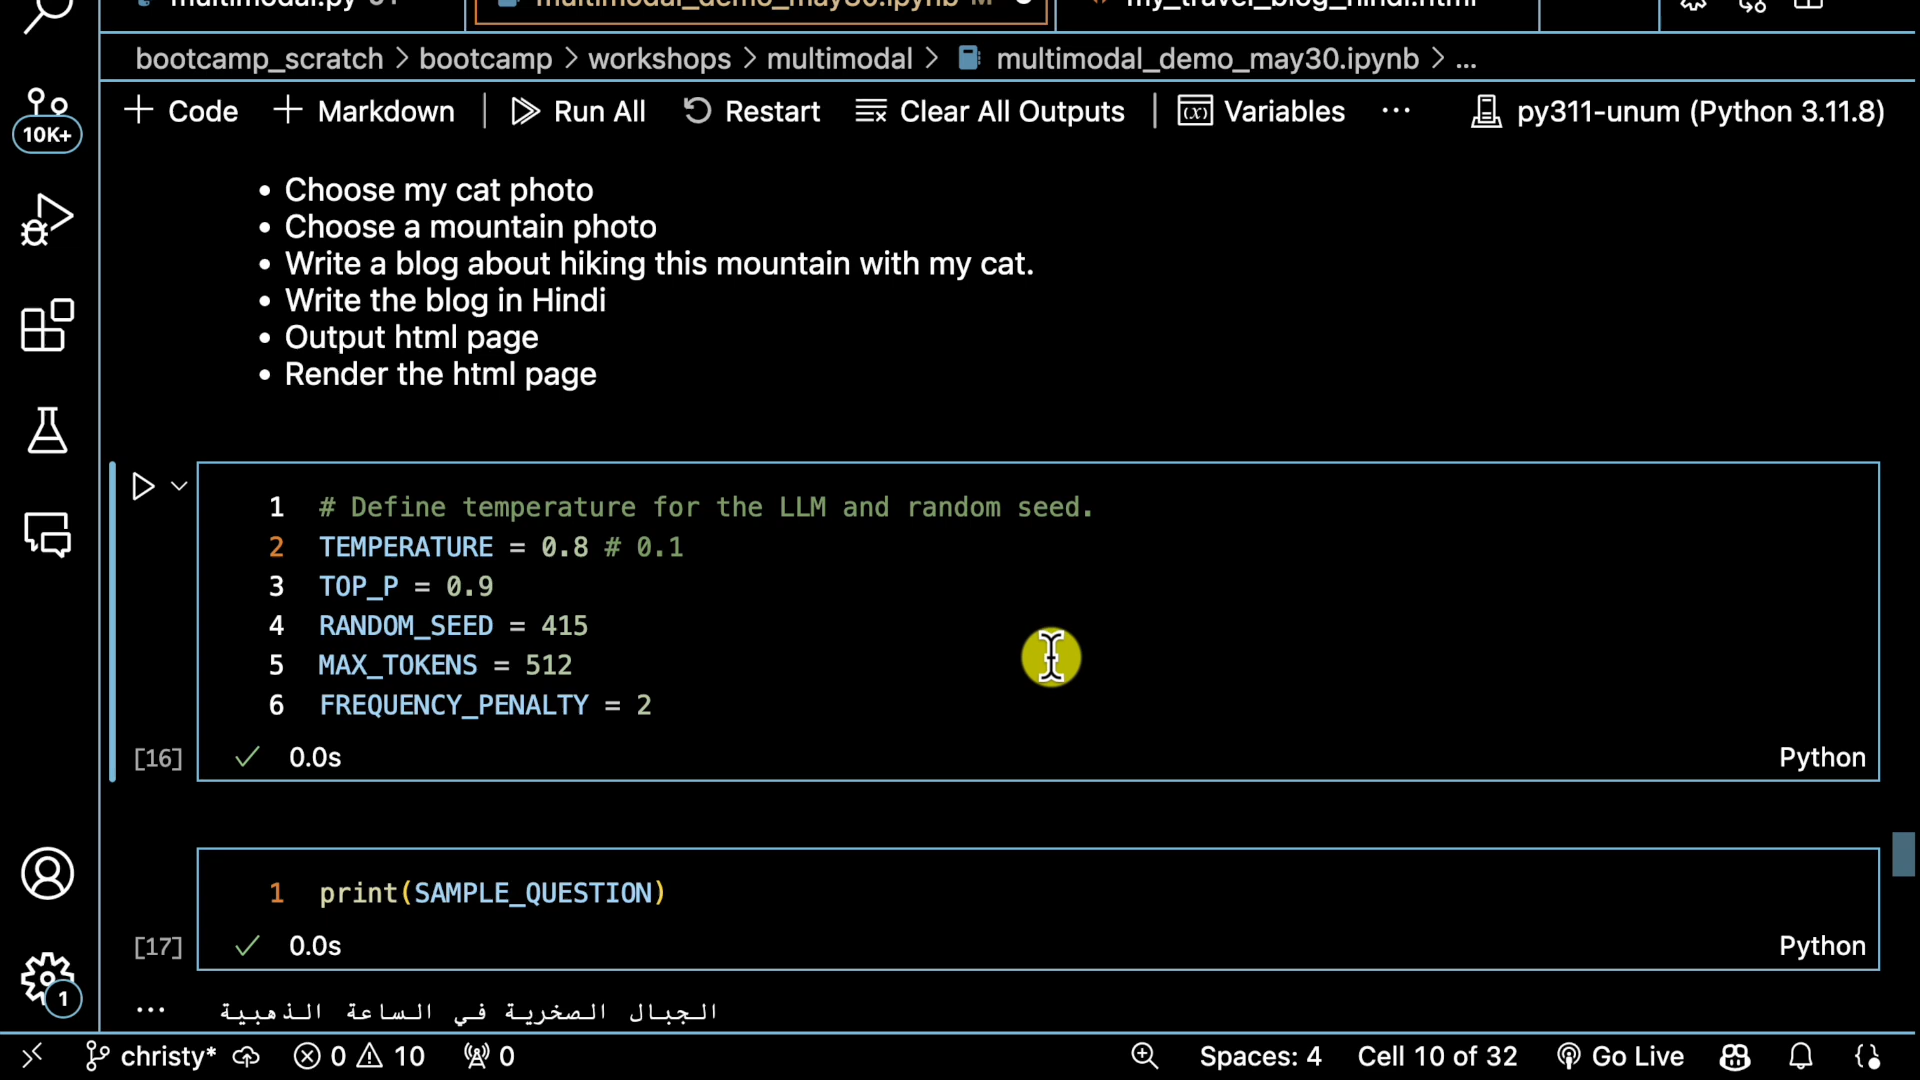 bootcamp_scratch > bootcamp > workshops > multimodal > multimodal_demo_may30.ipynb > ...
+ Code + Markdown | Run All Restart Clear All Outputs | Variables ... py311-unum (Python 3.11.8)
10K+
• Choose my cat photo
• Choose a mountain photo
• Write a blog about hiking this mountain with my cat.
• Write the blog in Hindi
• Output html page
• Render the html page
1 # Define temperature for the LLM and random seed.
2 TEMPERATURE = 0.8 # 0.1
3 TOP_P = 0.9
4 RANDOM_SEED = 415
5 MAX_TOKENS = 512
6 FREQUENCY_PENALTY = 2
[16] 0.0s Python
1 print(SAMPLE_QUESTION)
[17] 0.0s Python
1
... الجبال الصخرية في الساعة الذهبية
christy* 0 10 0 Spaces: 4 Cell 10 of 32 Go Live